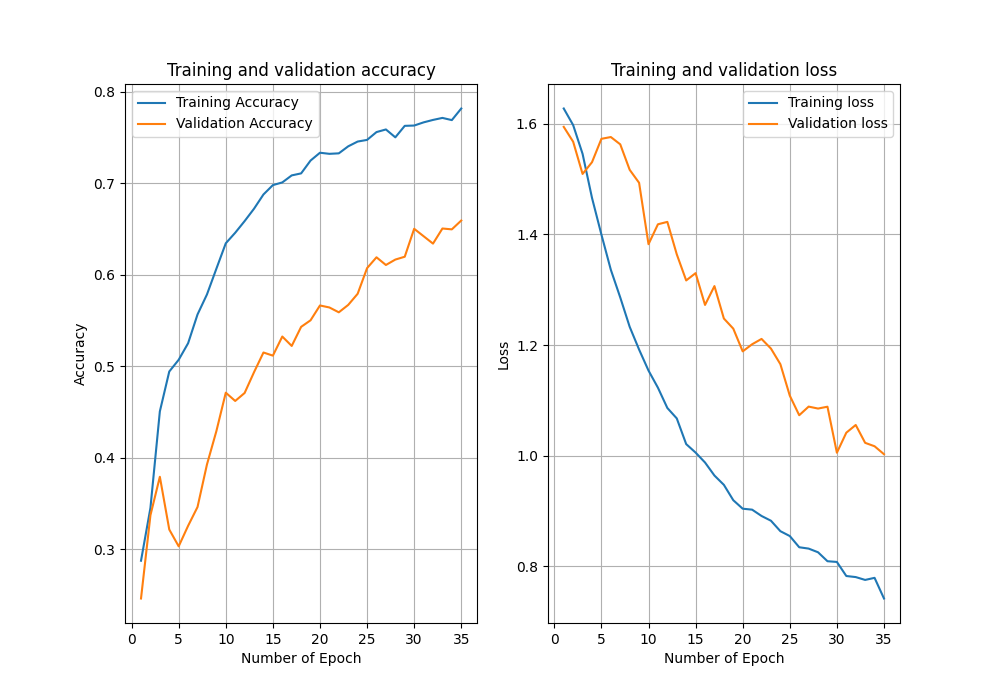 Training and validation accuracy
Training Accuracy
Validation Accuracy
0.8
0.7
0.6
0.5
0.4
0.3
Accuracy
0 5 10 15 20 25 30 35
Number of Epoch
Training and validation loss
Training loss
Validation loss
1.6
1.4
1.2
1.0
0.8
Loss
0 5 10 15 20 25 30 35
Number of Epoch